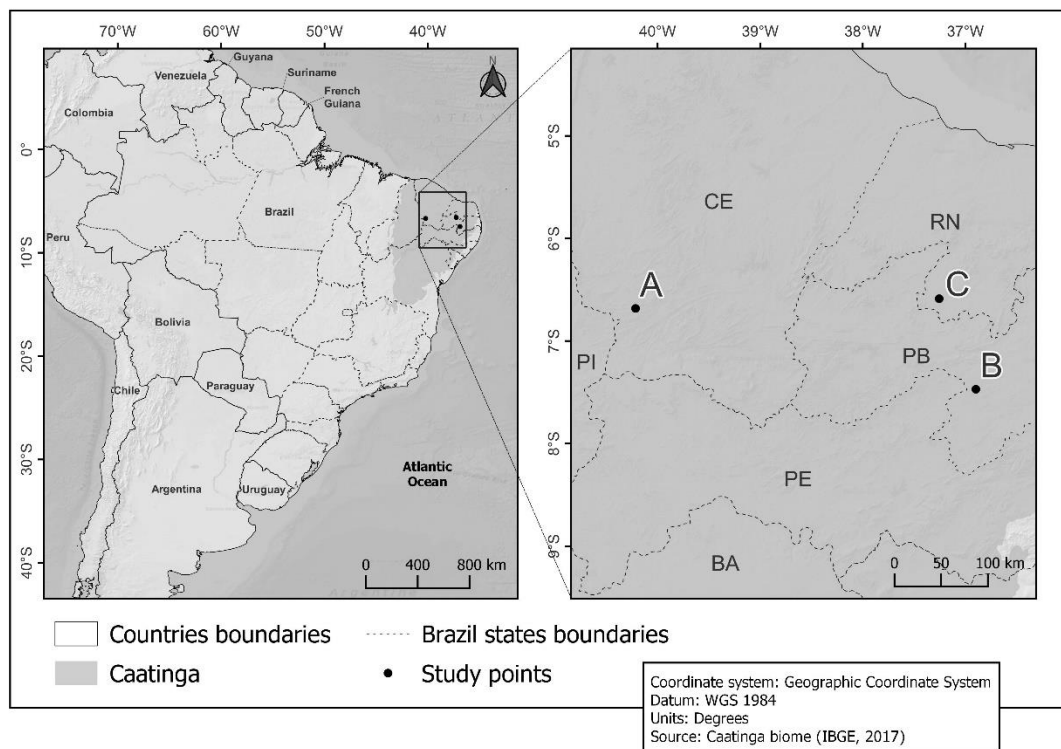 70°W 60°W 50°W 40°W
40°W 39°W 38°W 37°W
Guyana
Venezuela
Suriname
French
Guiana
Colombia
N
0°
10°S
20°S
30°S
40°S
Brazil
Peru
Bolivia
Chile
Paraguay
Argentina
Uruguay
Atlantic
Ocean
0 400 800 km
5°S
6°S
7°S
8°S
9°S
CE
RN
A
C
PI
PB
B
PE
BA
0 50 100 km
Countries boundaries
Brazil states boundaries
Caatinga
Study points
Coordinate system: Geographic Coordinate System
Datum: WGS 1984
Units: Degrees
Source: Caatinga biome (IBGE, 2017)